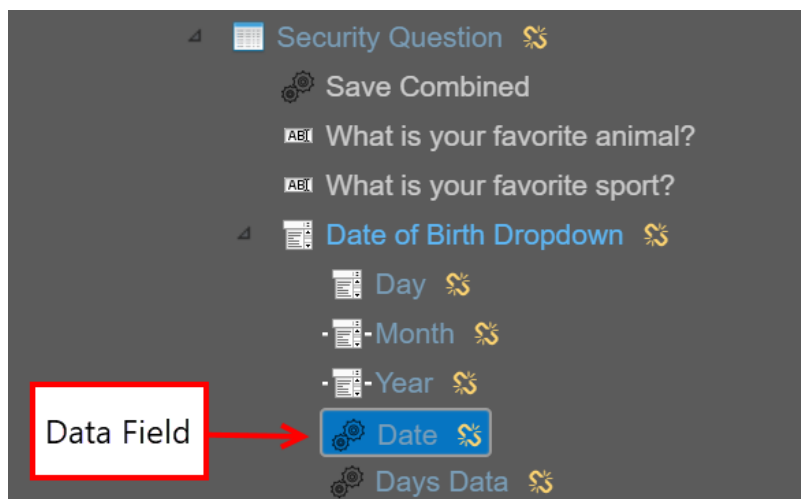 Security Question
Save Combined
ABI What is your favorite animal?
ABI What is your favorite sport?
Date of Birth Dropdown
Day
Month
Year
Data Field
Date
Days Data